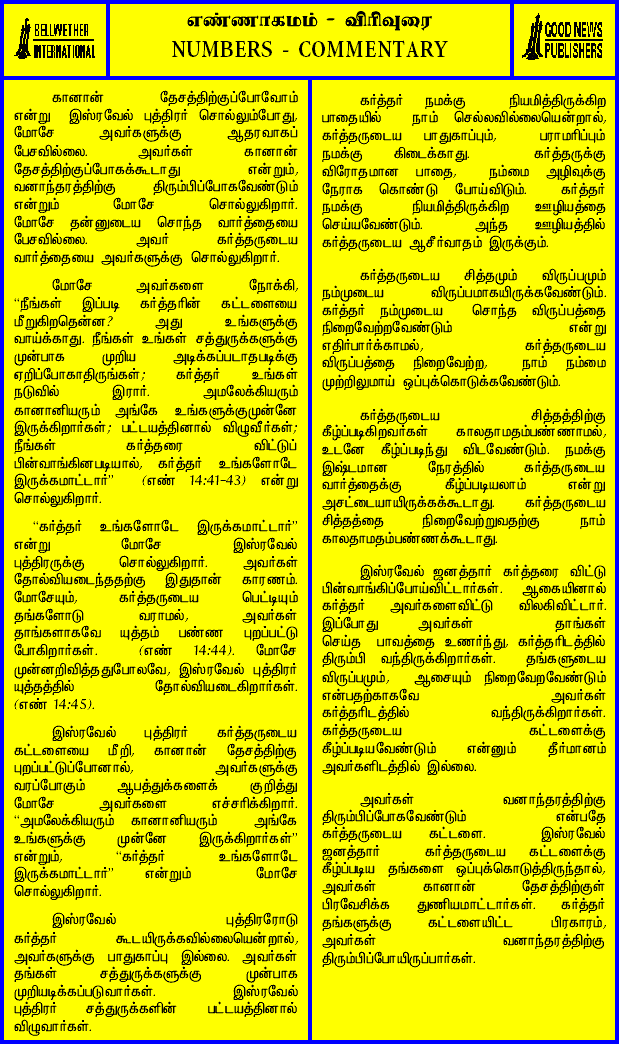 BELLWETHER
INTERNATIONAL
எண்ணாகமம் - விரிவுரை
NUMBERS - COMMENTARY
GOOD NEWS
PUBLISHERS
கானான் தேசத்திற்குப்போவோம்
என்று இஸ்ரவேல் புத்திரர் சொல்லும்போது,
மோசே அவர்களுக்கு ஆதரவாகப்
பேசவில்லை. அவர்கள் கானான்
தேசத்திற்குப்போகக்கூடாது என்றும்,
வனாந்தரத்திற்கு திரும்பிப்போகவேண்டும்
என்றும் மோசே சொல்லுகிறார்.
மோசே தன்னுடைய சொந்த வார்த்தையை
பேசவில்லை. அவர் கர்த்தருடைய
வார்த்தையை அவர்களுக்கு சொல்லுகிறார்.
மோசே அவர்களை நோக்கி,
“நீங்கள் இப்படி கர்த்தரின் கட்டளையை
மீறுகிறதென்ன? அது உங்களுக்கு
வாய்க்காது. நீங்கள் உங்கள் சத்துருக்களுக்கு
முன்பாக முறிய அடிக்கப்படாதபடிக்கு
ஏறிப்போகாதிருங்கள்; கர்த்தர் உங்கள்
நடுவில் இரார். அமலேக்கியரும்
கானானியரும் அங்கே உங்களுக்குமுன்னே
இருக்கிறார்கள்; பட்டயத்தினால் விழுவீர்கள்;
நீங்கள் கர்த்தரை விட்டுப்
பின்வாங்கினபடியால், கர்த்தர் உங்களோடே
இருக்கமாட்டார்” (எண் 14:41-43) என்று
சொல்லுகிறார்.
“கர்த்தர் உங்களோடே இருக்கமாட்டார்”
என்று மோசே இஸ்ரவேல்
புத்திரருக்கு சொல்லுகிறார். அவர்கள்
தோல்வியடைந்ததற்கு இதுதான் காரணம்.
மோசேயும், கர்த்தருடைய பெட்டியும்
தங்களோடு வராமல், அவர்கள்
தாங்களாகவே யுத்தம் பண்ண புறப்பட்டு
போகிறார்கள். (எண் 14:44). மோசே
முன்னறிவித்ததுபோலவே, இஸ்ரவேல் புத்திரர்
யுத்தத்தில் தோல்வியடைகிறார்கள்.
(எண் 14:45).
இஸ்ரவேல் புத்திரர் கர்த்தருடைய
கட்டளையை மீறி, கானான் தேசத்திற்கு
புறப்பட்டுப்போனால், அவர்களுக்கு
வரப்போகும் ஆபத்துக்களைக் குறித்து
மோசே அவர்களை எச்சரிக்கிறார்.
“அமலேக்கியரும் கானானியரும் அங்கே
உங்களுக்கு முன்னே இருக்கிறார்கள்”
என்றும், “கர்த்தர் உங்களோடே
இருக்கமாட்டார்” என்றும் மோசே
சொல்லுகிறார்.
இஸ்ரவேல் புத்திரரோடு
கர்த்தர் கூடயிருக்கவில்லையென்றால்,
அவர்களுக்கு பாதுகாப்பு இல்லை. அவர்கள்
தங்கள் சத்துருக்களுக்கு முன்பாக
முறியடிக்கப்படுவார்கள். இஸ்ரவேல்
புத்திரர் சத்துருக்களின் பட்டயத்தினால்
விழுவார்கள்.
கர்த்தர் நமக்கு நியமித்திருக்கிற
பாதையில் நாம் செல்லவில்லையென்றால்,
கர்த்தருடைய பாதுகாப்பும், பராமரிப்பும்
நமக்கு கிடைக்காது. கர்த்தருக்கு
விரோதமான பாதை, நம்மை அழிவுக்கு
நேராக கொண்டு போய்விடும். கர்த்தர்
நமக்கு நியமித்திருக்கிற ஊழியத்தை
செய்யவேண்டும். அந்த ஊழியத்தில்
கர்த்தருடைய ஆசீர்வாதம் இருக்கும்.
கர்த்தருடைய சித்தமும் விருப்பமும்
நம்முடைய விருப்பமாகயிருக்கவேண்டும்.
கர்த்தர் நம்முடைய சொந்த விருப்பத்தை
நிறைவேற்றவேண்டும் என்று
எதிர்பார்க்காமல், கர்த்தருடைய
விருப்பத்தை நிறைவேற்ற, நாம் நம்மை
முற்றிலுமாய் ஒப்புக்கொடுக்கவேண்டும்.
கர்த்தருடைய சித்தத்திற்கு
கீழ்ப்படிகிறவர்கள் காலதாமதம்பண்ணாமல்,
உடனே கீழ்ப்படிந்து விடவேண்டும். நமக்கு
இஷ்டமான நேரத்தில் கர்த்தருடைய
வார்த்தைக்கு கீழ்ப்படியலாம் என்று
அசட்டையாயிருக்கக்கூடாது. கர்த்தருடைய
சித்தத்தை நிறைவேற்றுவதற்கு நாம்
காலதாமதம்பண்ணக்கூடாது.
இஸ்ரவேல் ஜனத்தார் கர்த்தரை விட்டு
பின்வாங்கிப்போய்விட்டார்கள். ஆகையினால்
கர்த்தர் அவர்களைவிட்டு விலகிவிட்டார்.
இப்போது அவர்கள் தாங்கள்
செய்த பாவத்தை உணர்ந்து, கர்த்தரிடத்தில்
திரும்பி வந்திருக்கிறார்கள். தங்களுடைய
விருப்பமும், ஆசையும் நிறைவேறவேண்டும்
என்பதற்காகவே அவர்கள்
கர்த்தரிடத்தில் வந்திருக்கிறார்கள்.
கர்த்தருடைய கட்டளைக்கு
கீழ்ப்படியவேண்டும் என்னும் தீர்மானம்
அவர்களிடத்தில் இல்லை.
அவர்கள் வனாந்தரத்திற்கு
திரும்பிப்போகவேண்டும் என்பதே
கர்த்தருடைய கட்டளை. இஸ்ரவேல்
ஜனத்தார் கர்த்தருடைய கட்டளைக்கு
கீழ்ப்படிய தங்களை ஒப்புக்கொடுத்திருந்தால்,
அவர்கள் கானான் தேசத்திற்குள்
பிரவேசிக்க துணியமாட்டார்கள். கர்த்தர்
தங்களுக்கு கட்டளையிட்ட பிரகாரம்,
அவர்கள் வனாந்தரத்திற்கு
திரும்பிப்போயிருப்பார்கள்.